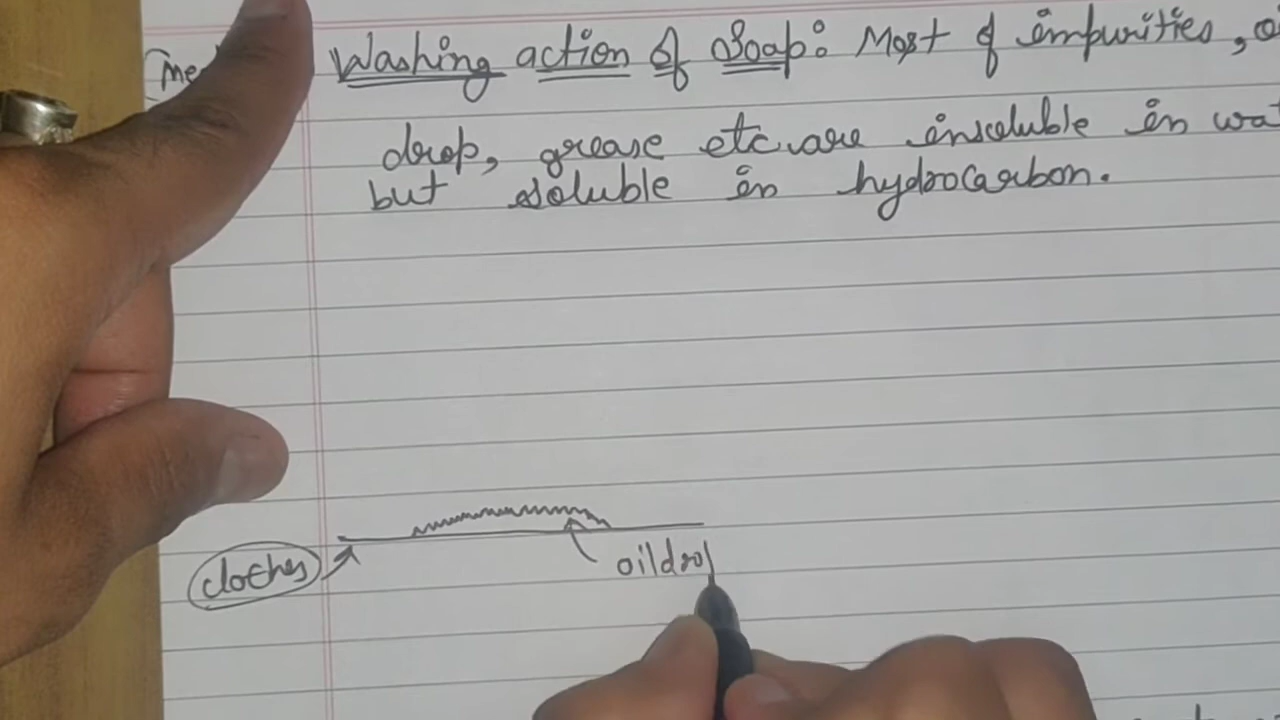 Washing action of Soap: Most of impurities,
drop, grease etc. are insoluble in
but soluble in hydrocarbon.
clothes
oildro